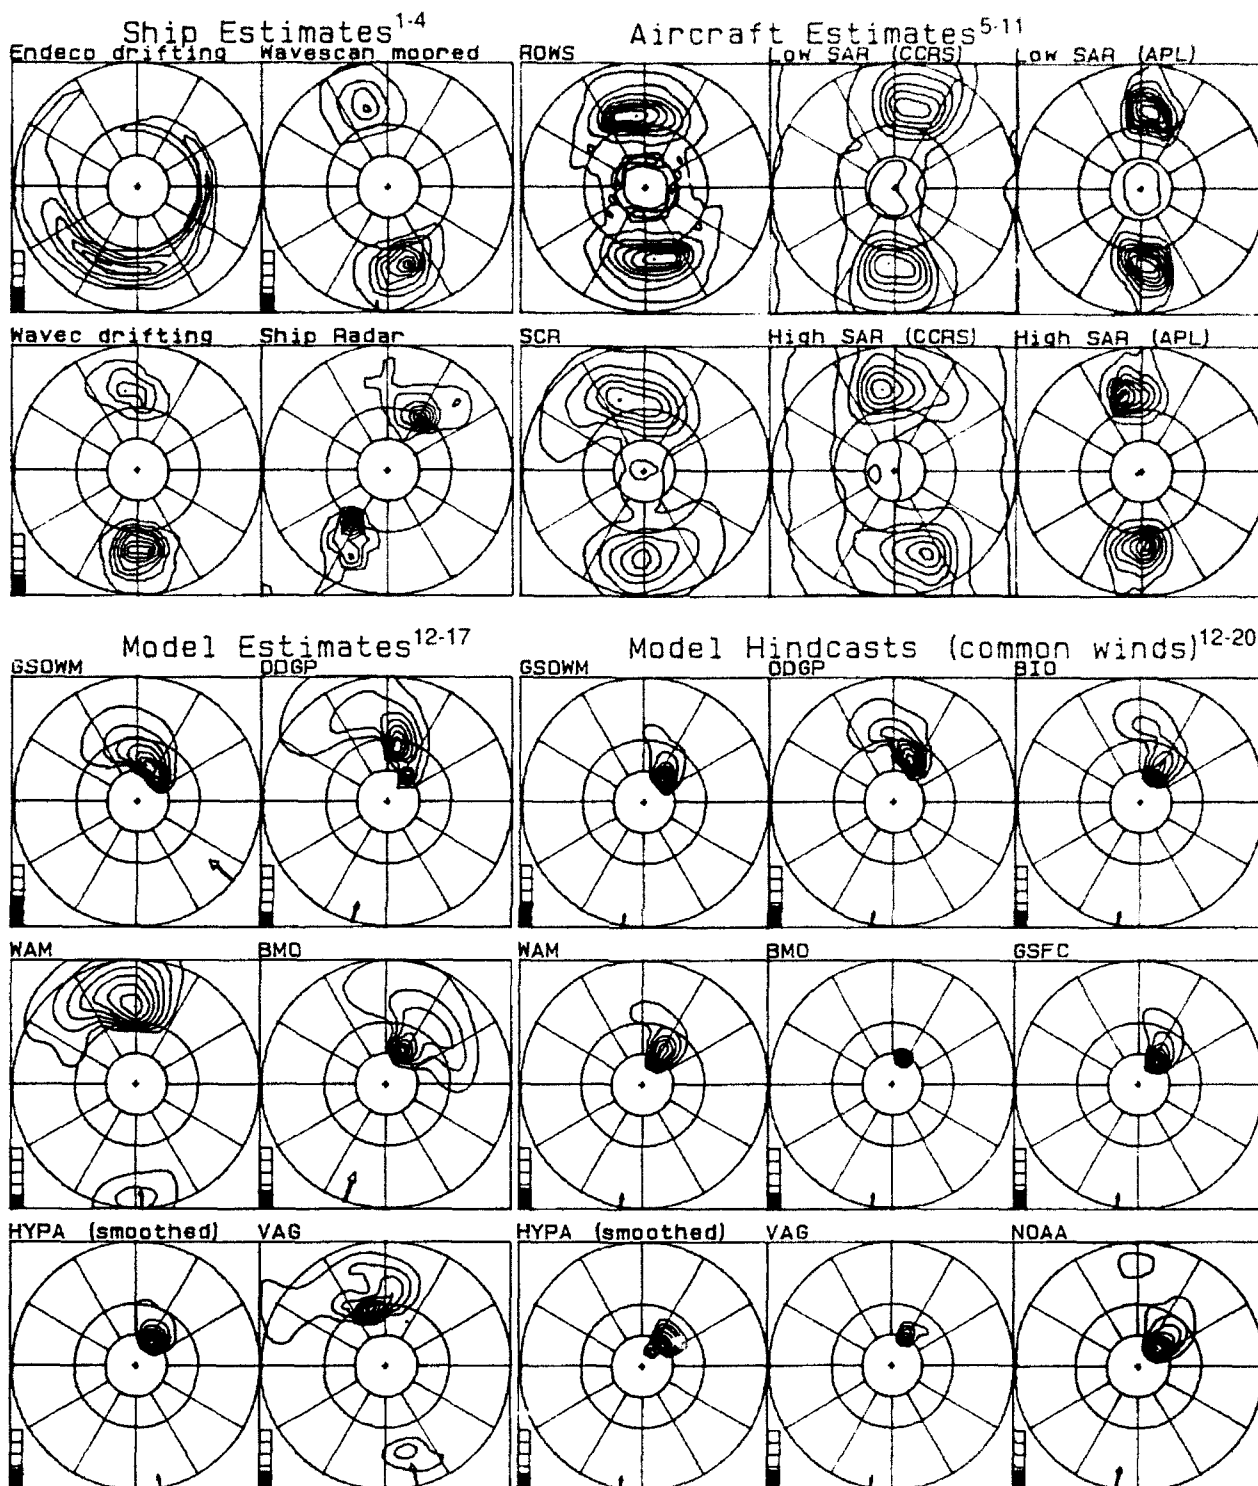 Ship Estimates1-4
Aircraft Estimates5-11
Endeco drifting
Wavescan moored
ROWS
Low SAR (CCRS)
Low SAR (APL)
Wavec drifting
Ship Radar
SCR
High SAR (CCRS)
High SAR (APL)
Model Estimates12-17
Model Hindcasts (common winds)12-20
GSOWM
ODGP
GSOWM
ODGP
BIO
WAM
BMO
WAM
BMO
GSFC
HYPA (smoothed)
VAG
HYPA (smoothed)
VAG
NOAA